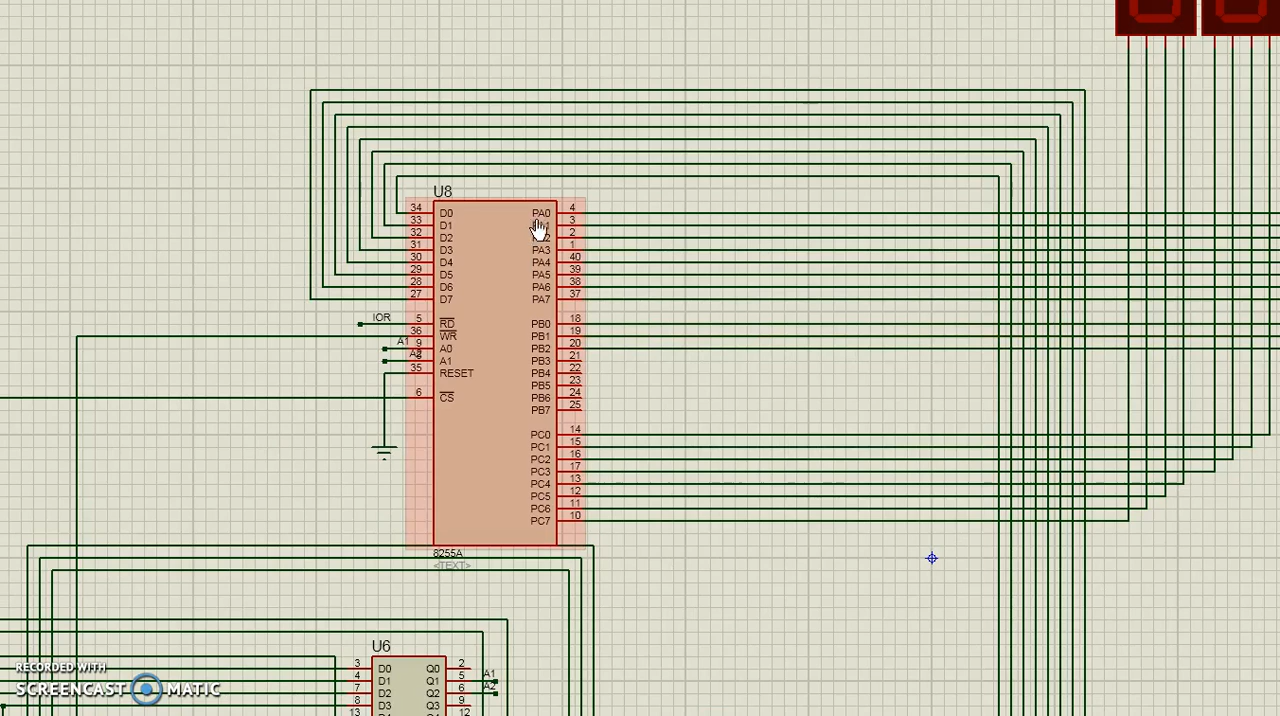 U8
34 D0 PA0 4
33 D1 3
32 D2 2
31 D3 PA3 1
30 D4 PA4 40
29 D5 PA5 39
28 D6 PA6 38
27 D7 PA7 37
IOR 5 RD PB0 18
36 WR PB1 19
A1 9 A0 PB2 20
A2 8 A1 PB3 21
35 RESET PB4 22
PB5 23
6 CS PB6 24
PB7 25
PC0 14
PC1 15
PC2 16
PC3 17
PC4 13
PC5 12
PC6 11
PC7 10
8255A
<TEXT>
U6
3 D0 Q0 2
4 D1 Q1 5 A1
7 D2 Q2 6 A2
8 D3 Q3 9
13 12
RECORDED WITH
SCREENCAST MATIC